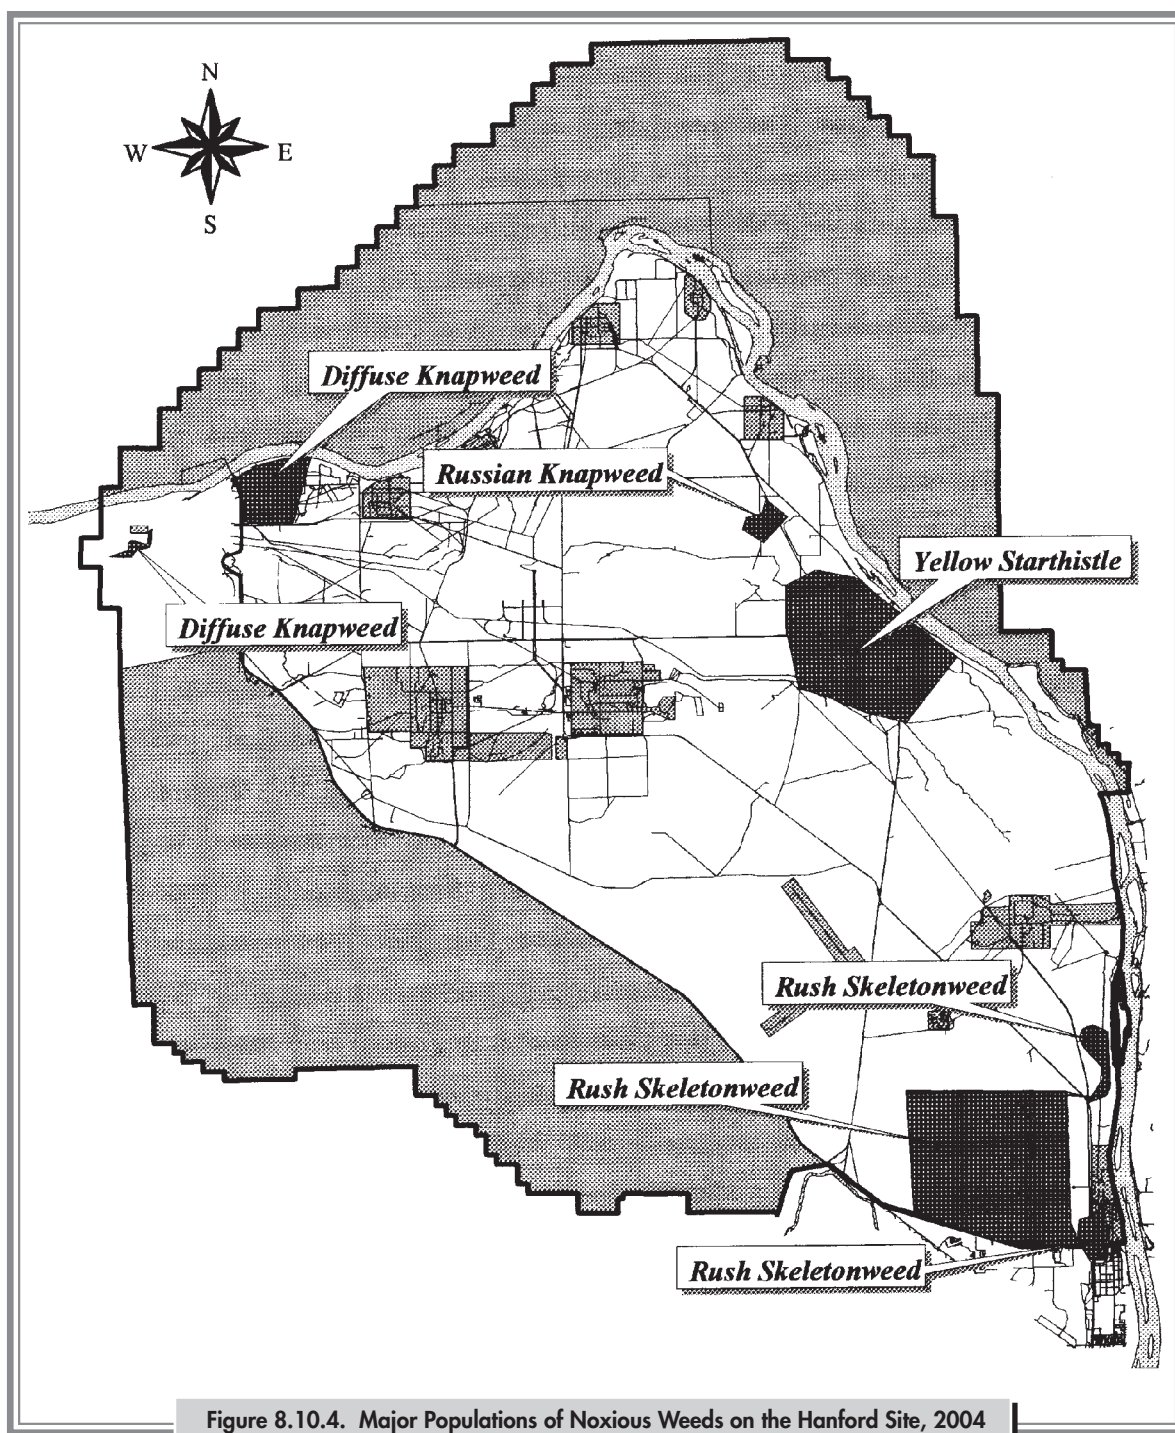 N
W E
S
Diffuse Knapweed
Russian Knapweed
Yellow Starthistle
Diffuse Knapweed
Rush Skeletonweed
Rush Skeletonweed
Rush Skeletonweed
Figure 8.10.4. Major Populations of Noxious Weeds on the Hanford Site, 2004